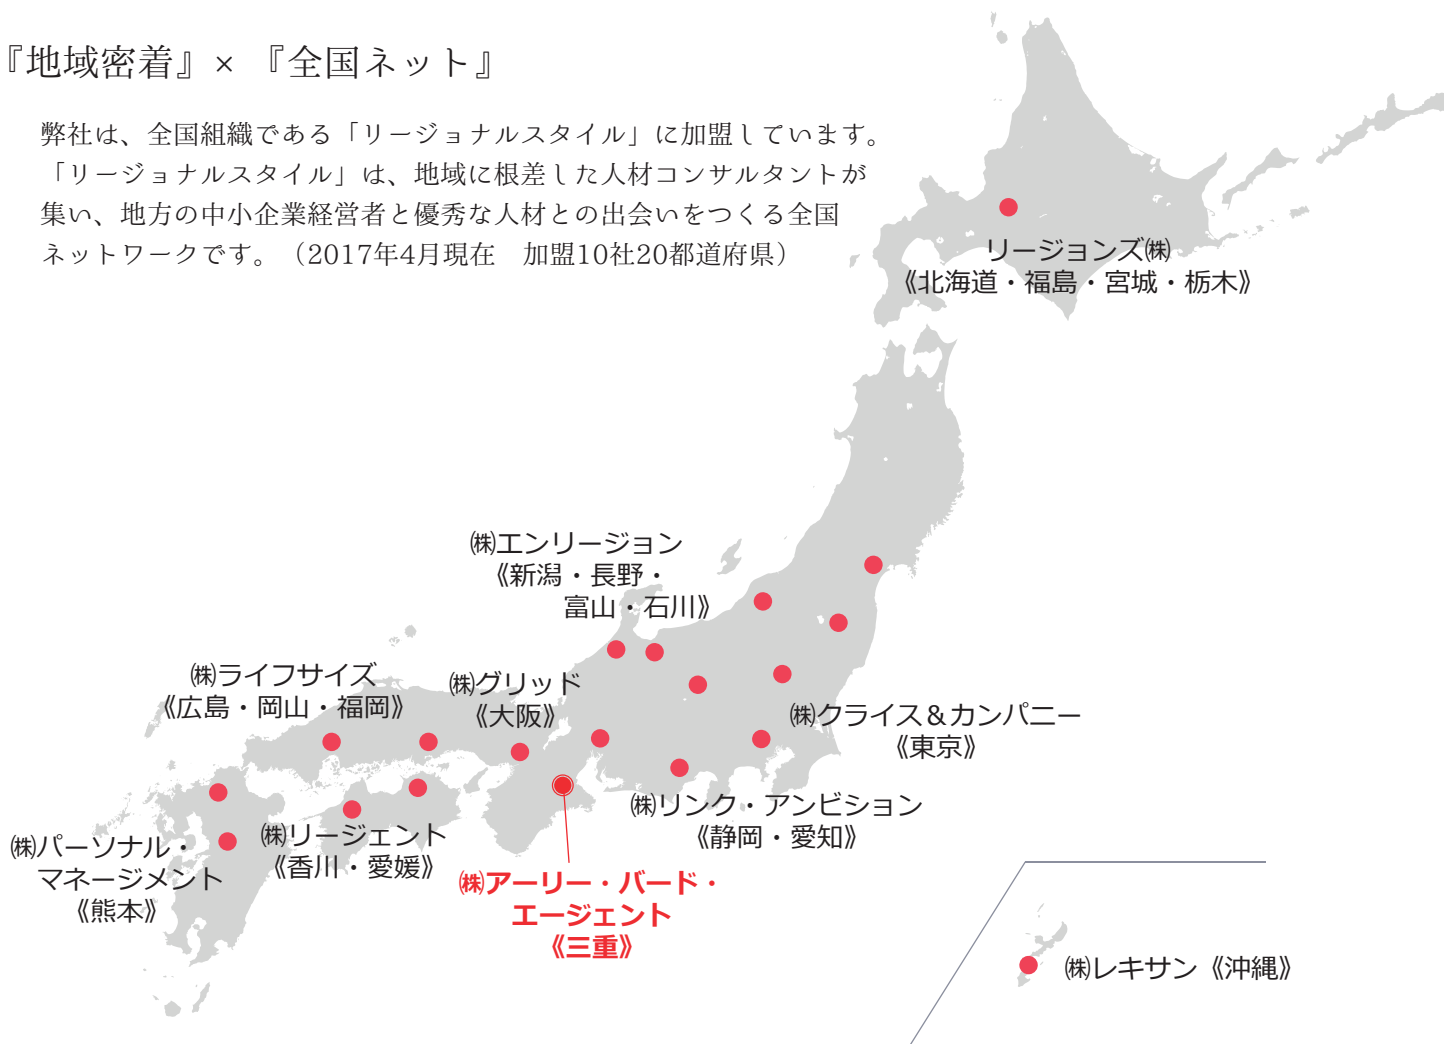 『地域密着』× 『全国ネット』
弊社は、全国組織である「リージョナルスタイル」に加盟しています。
「リージョナルスタイル」は、地域に根差した人材コンサルタントが
集い、地方の中小企業経営者と優秀な人材との出会いをつくる全国
ネットワークです。（2017年4月現在　加盟10社20都道府県）
リージョンズ㈱
《北海道・福島・宮城・栃木》
㈱エンリージョン
《新潟・長野・
富山・石川》
㈱ライフサイズ
《広島・岡山・福岡》
㈱グリッド
《大阪》
㈱クライス＆カンパニー
《東京》
㈱リンク・アンビション
《静岡・愛知》
㈱パーソナル・
マネージメント
《熊本》
㈱リージェント
《香川・愛媛》
㈱アーリー・バード・
エージェント
《三重》
㈱レキサン《沖縄》